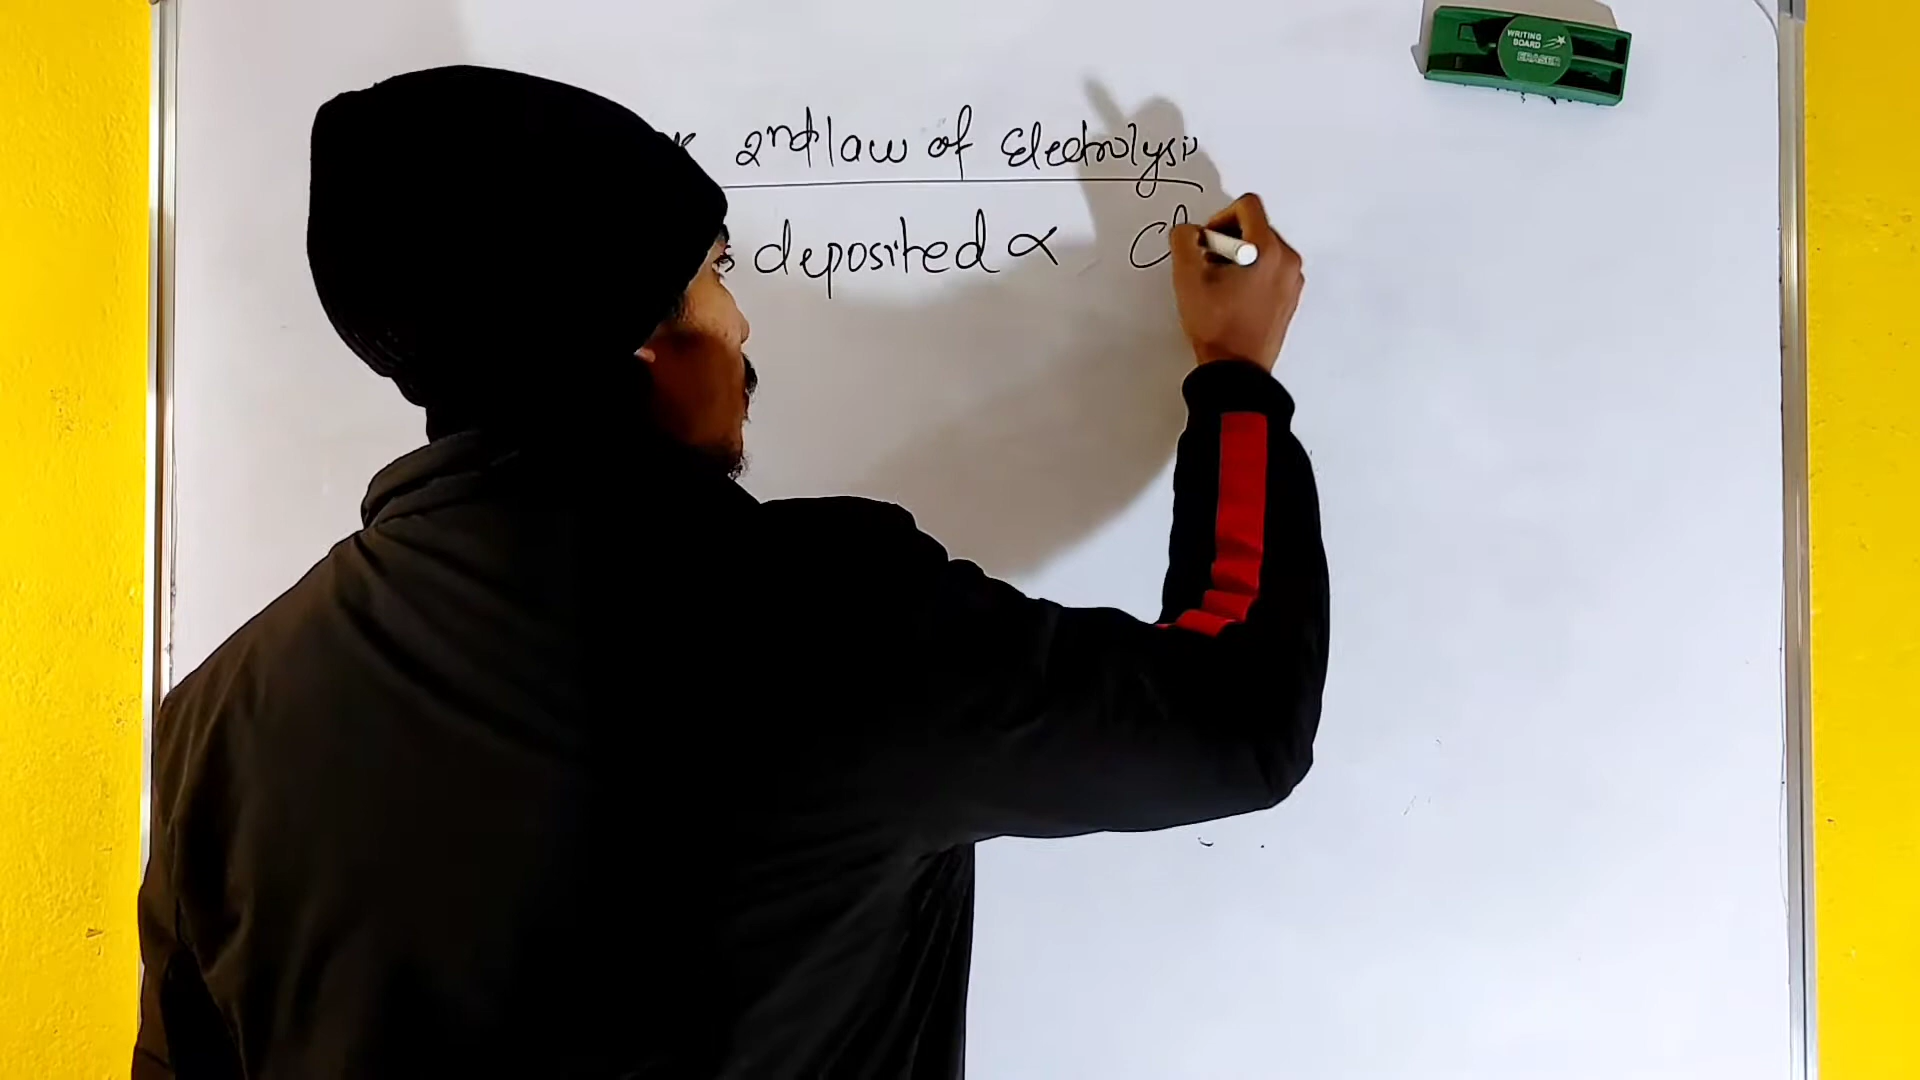 2nd law of Electrolysis
deposited ∝
WRITING
BOARD
ERASER